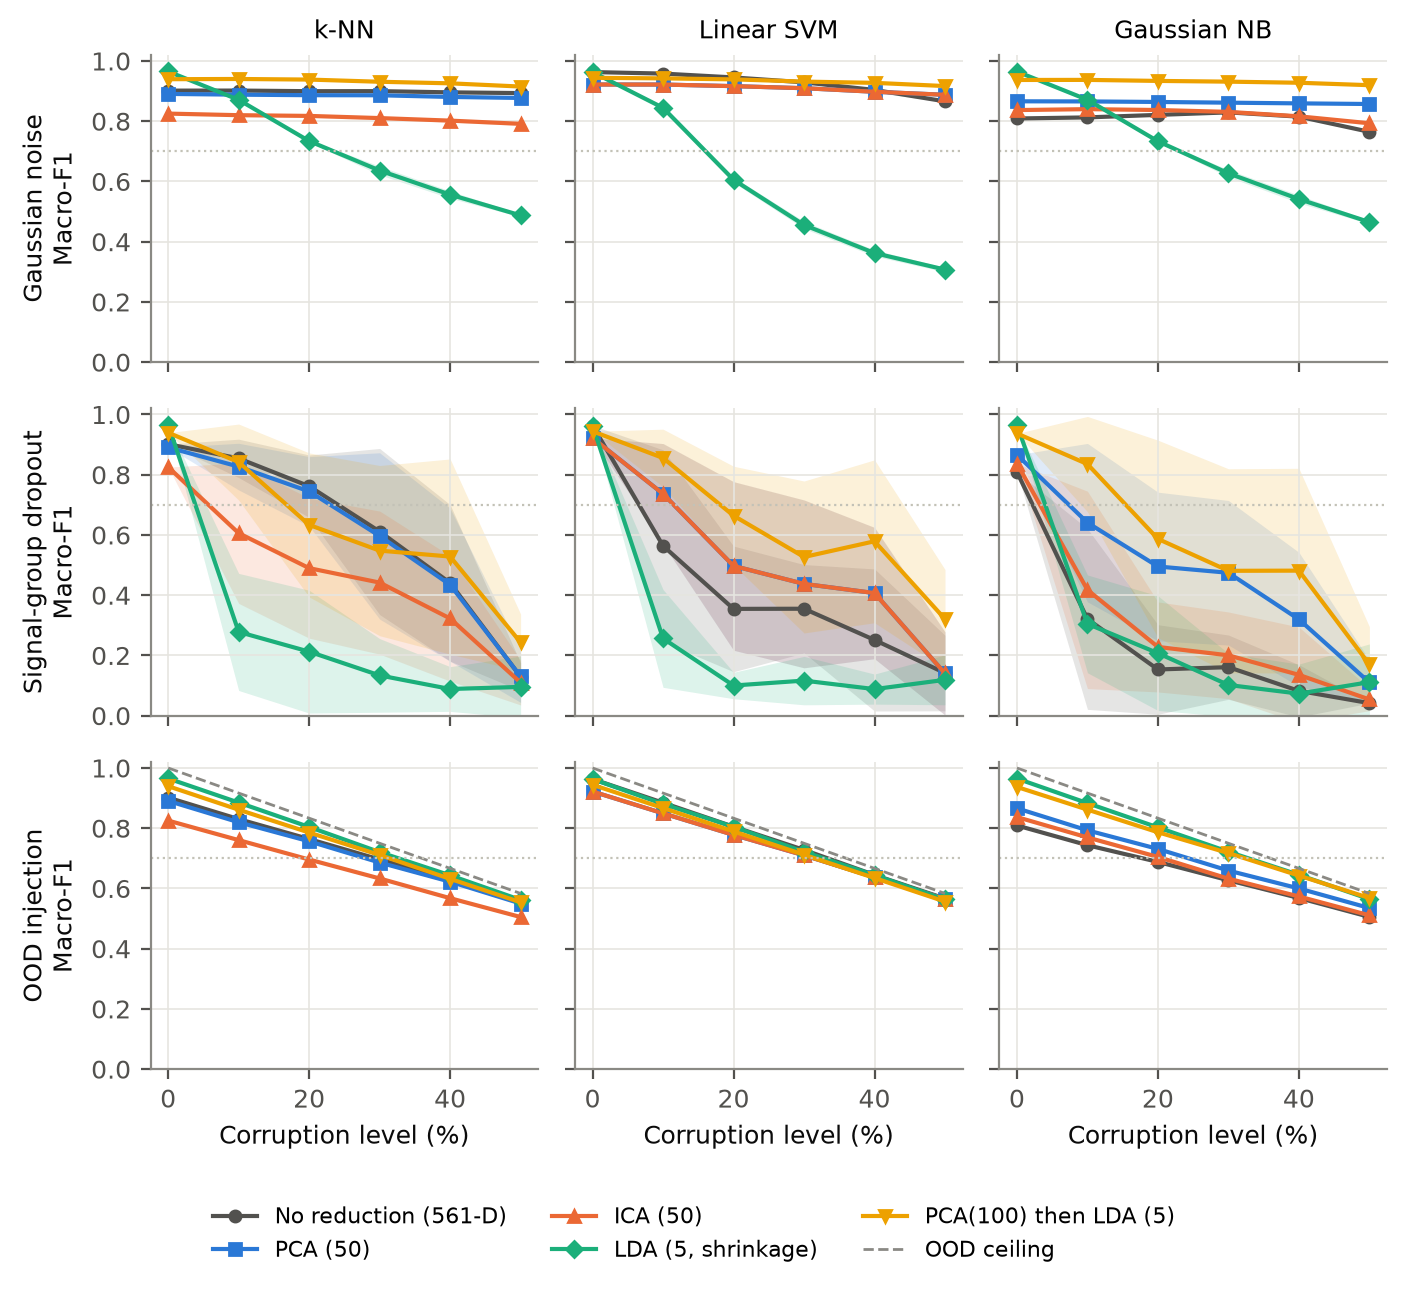 k-NN
Linear SVM
Gaussian NB
Gaussian noise
Macro-F1
1.0
0.8
0.6
0.4
0.2
0.0
Signal-group dropout
Macro-F1
1.0
0.8
0.6
0.4
0.2
0.0
OOD injection
Macro-F1
1.0
0.8
0.6
0.4
0.2
0.0
0 20 40
0 20 40
0 20 40
Corruption level (%)
Corruption level (%)
Corruption level (%)
No reduction (561-D)
PCA (50)
ICA (50)
LDA (5, shrinkage)
PCA(100) then LDA (5)
OOD ceiling